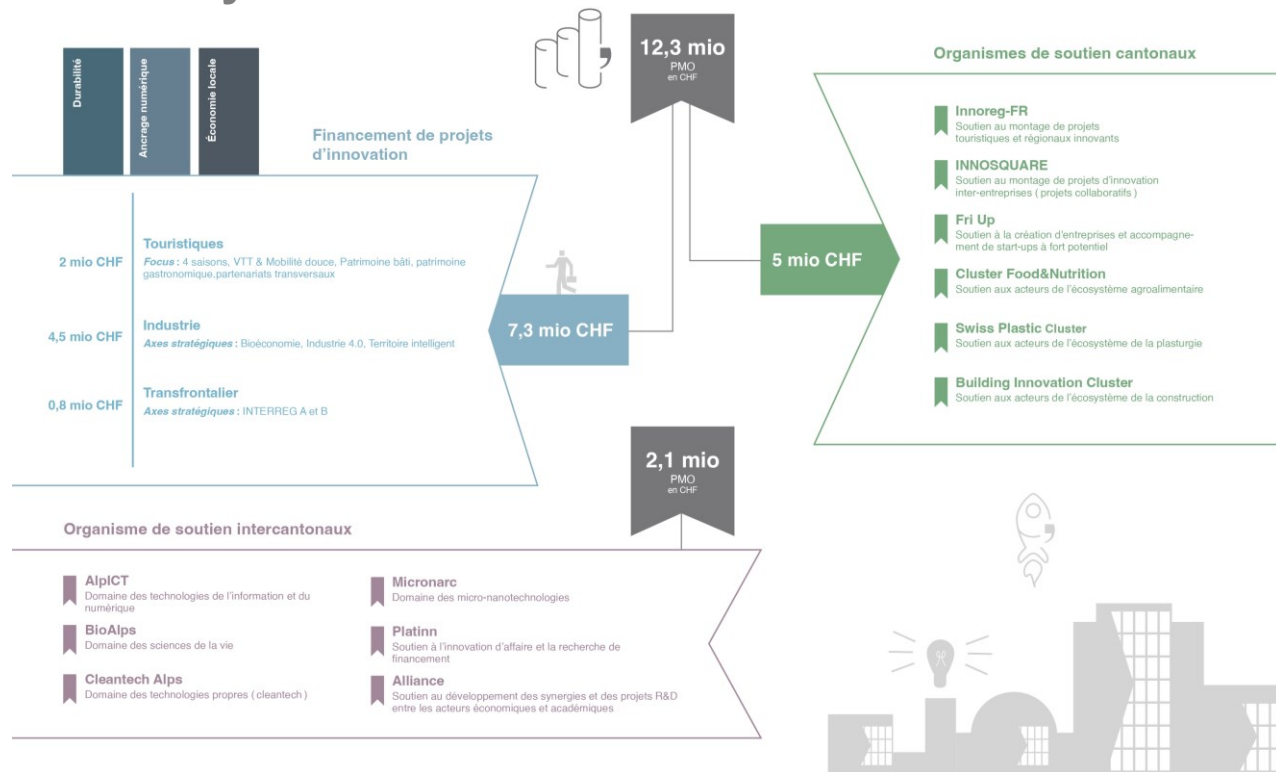 Durabilité
Ancrage numérique
Économie locale
Financement de projets
d’innovation
2 mio CHF
Touristiques
Focus : 4 saisons, VTT & Mobilité douce, Patrimoine bâti, patrimoine
gastronomique,partenariats transversaux
4,5 mio CHF
Industrie
Axes stratégiques : Bioéconomie, Industrie 4.0, Territoire intelligent
0,8 mio CHF
Transfrontalier
Axes stratégiques : INTERREG A et B
12,3 mio
PMO
en CHF
7,3 mio CHF
5 mio CHF
Organismes de soutien cantonaux
Innoreg-FR
Soutien au montage de projets
touristiques et régionaux innovants
INNOSQUARE
Soutien au montage de projets d’innovation
inter-entreprises ( projets collaboratifs )
Fri Up
Soutien à la création d’entreprises et accompagne-
ment de start-ups à fort potentiel
Cluster Food&Nutrition
Soutien aux acteurs de l’écosystème agroalimentaire
Swiss Plastic Cluster
Soutien aux acteurs de l’écosystème de la plasturgie
Building Innovation Cluster
Soutien aux acteurs de l’écosystème de la construction
2,1 mio
PMO
en CHF
Organisme de soutien intercantonaux
AlpICT
Domaine des technologies de l’information et du
numérique
BioAlps
Domaine des sciences de la vie
Cleantech Alps
Domaine des technologies propres ( cleantech )
Micronarc
Domaine des micro-nanotechnologies
Platinn
Soutien à l’innovation d’affaire et la recherche de
financement
Alliance
Soutien au développement des synergies et des projets R&D
entre les acteurs économiques et académiques